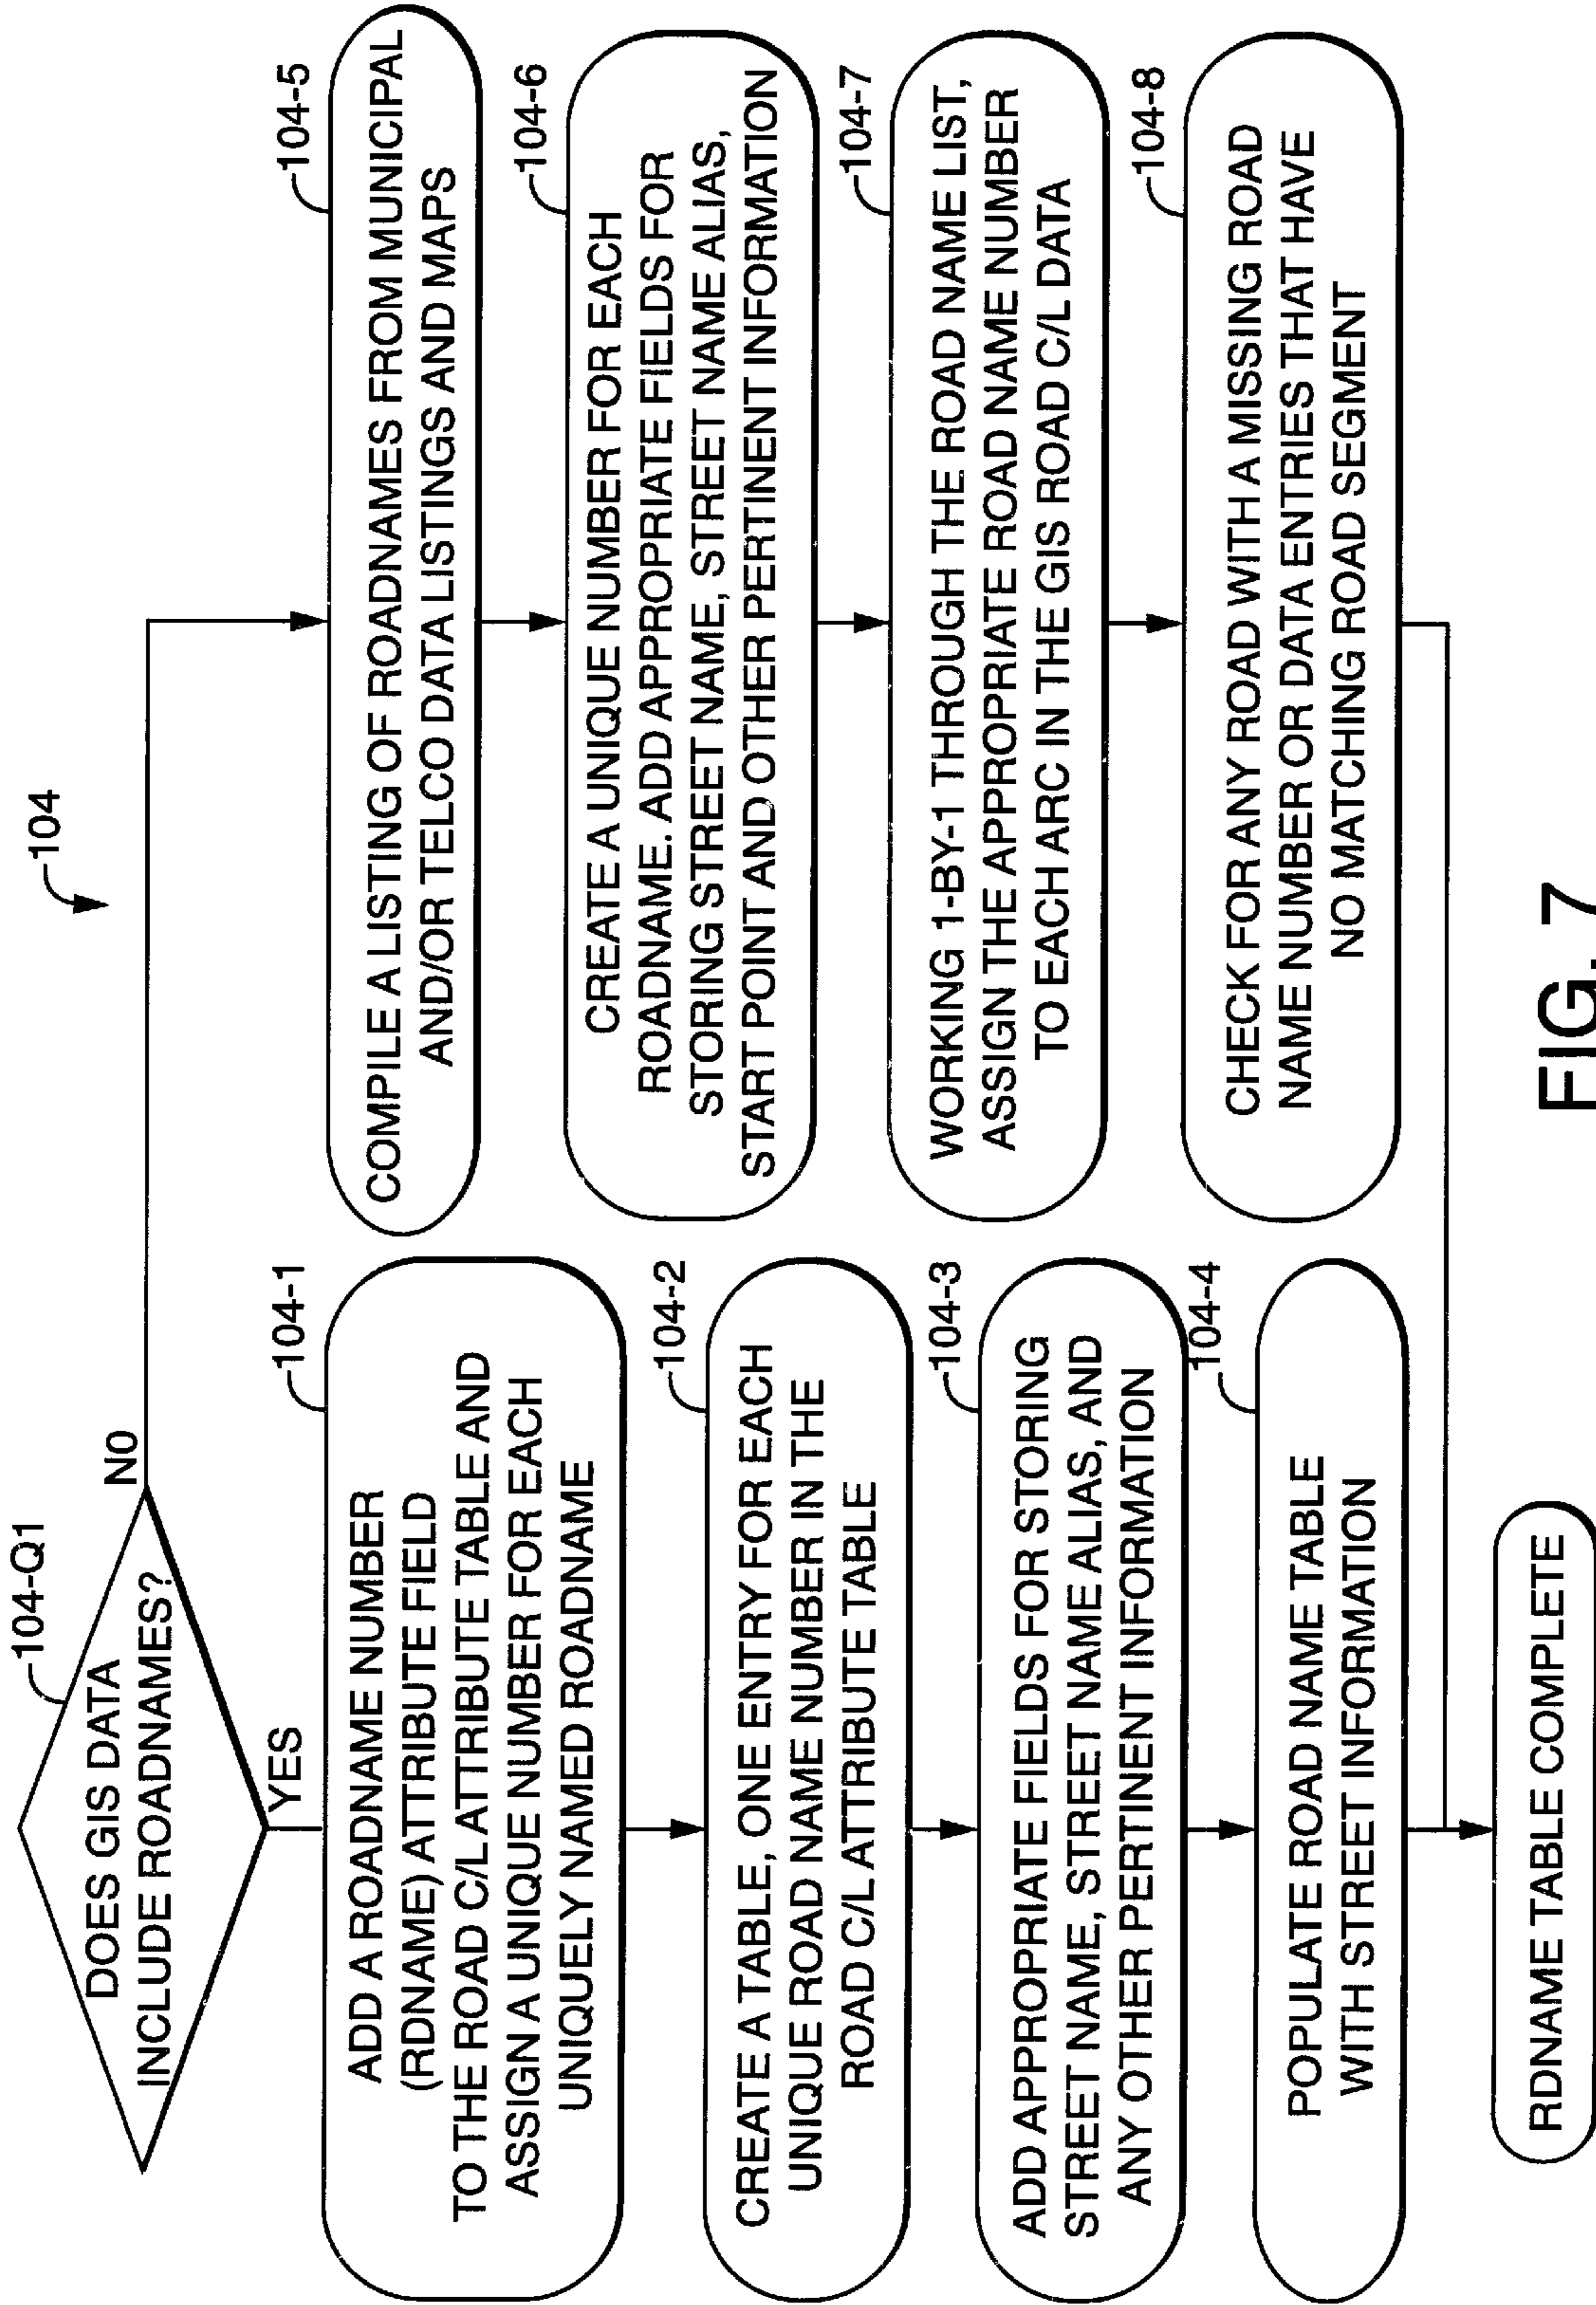 104
104-Q1
DOES GIS DATA
INCLUDE ROADNAMES?
NO
YES
104-1
ADD A ROADNAME NUMBER
(RDNAME) ATTRIBUTE FIELD
TO THE ROAD C/L ATTRIBUTE TABLE AND
ASSIGN A UNIQUE NUMBER FOR EACH
UNIQUELY NAMED ROADNAME
104-2
CREATE A TABLE, ONE ENTRY FOR EACH
UNIQUE ROAD NAME NUMBER IN THE
ROAD C/L ATTRIBUTE TABLE
104-3
ADD APPROPRIATE FIELDS FOR STORING
STREET NAME, STREET NAME ALIAS, AND
ANY OTHER PERTINENT INFORMATION
104-4
POPULATE ROAD NAME TABLE
WITH STREET INFORMATION
RDNAME TABLE COMPLETE
104-5
COMPILE A LISTING OF ROADNAMES FROM MUNICIPAL
AND/OR TELCO DATA LISTINGS AND MAPS
104-6
CREATE A UNIQUE NUMBER FOR EACH
ROADNAME. ADD APPROPRIATE FIELDS FOR
STORING STREET NAME, STREET NAME ALIAS,
START POINT AND OTHER PERTINENT INFORMATION
104-7
WORKING 1-BY-1 THROUGH THE ROAD NAME LIST,
ASSIGN THE APPROPRIATE ROAD NAME NUMBER
TO EACH ARC IN THE GIS ROAD C/L DATA
104-8
CHECK FOR ANY ROAD WITH A MISSING ROAD
NAME NUMBER OR DATA ENTRIES THAT HAVE
NO MATCHING ROAD SEGMENT
FIG. 7